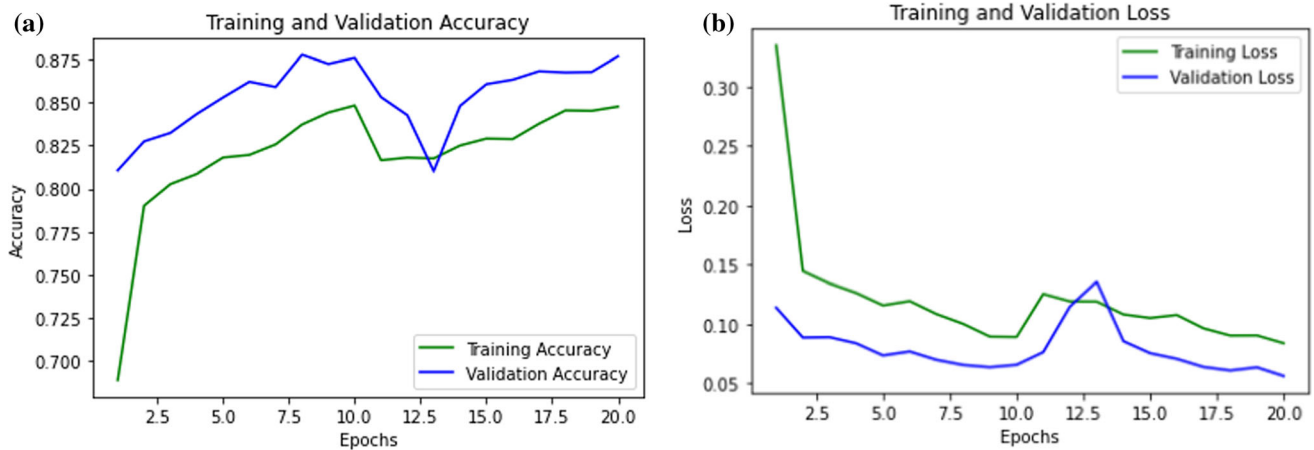 (a)
Training and Validation Accuracy
Accuracy
0.875
0.850
0.825
0.800
0.775
0.750
0.725
0.700
Training Accuracy
Validation Accuracy
2.5 5.0 7.5 10.0 12.5 15.0 17.5 20.0
Epochs
(b)
Training and Validation Loss
Loss
0.30
0.25
0.20
0.15
0.10
0.05
Training Loss
Validation Loss
2.5 5.0 7.5 10.0 12.5 15.0 17.5 20.0
Epochs